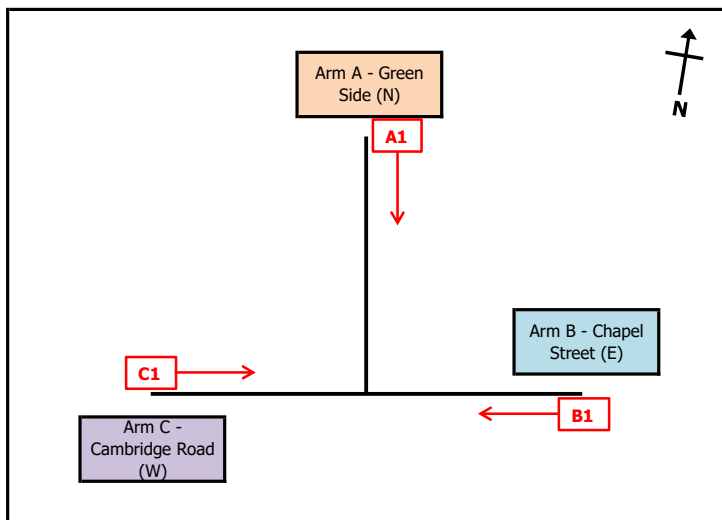 Arm A - Green
Side (N)
A1
N
Arm B - Chapel
Street (E)
C1
B1
Arm C -
Cambridge Road
(W)